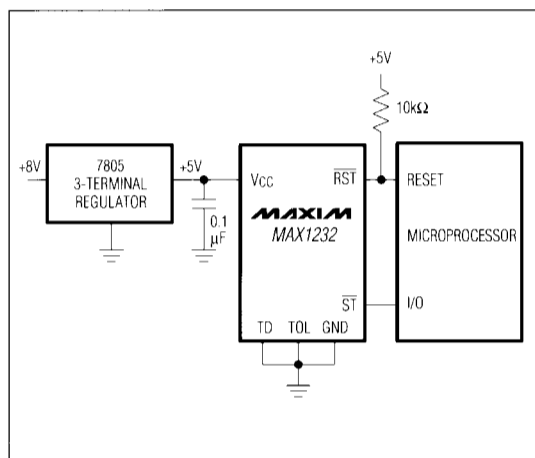 +5V
10kΩ
+8V
7805
3-TERMINAL
REGULATOR
+5V
0.1
μF
VCC
RST
MAXIM
MAX1232
ST
TD TOL GND
RESET
MICROPROCESSOR
I/O